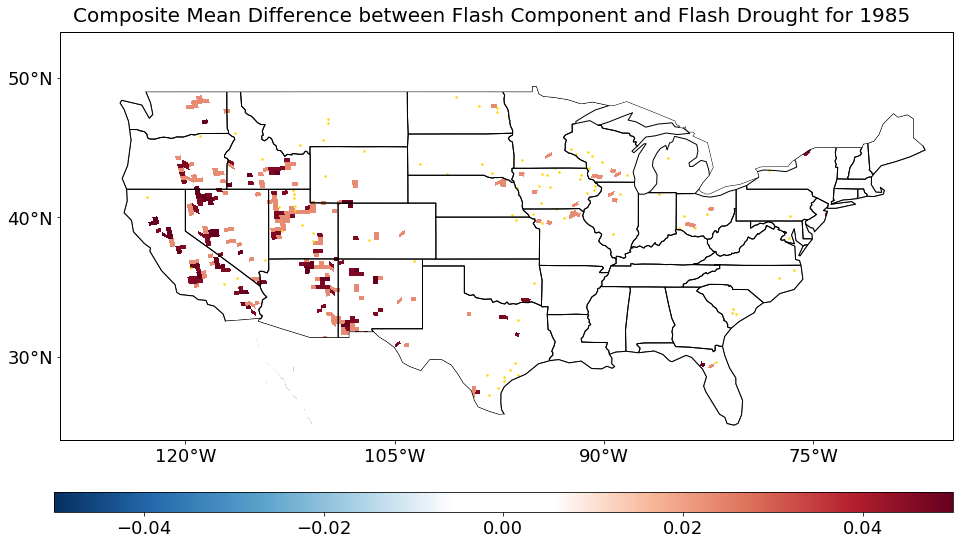 Composite Mean Difference between Flash Component and Flash Drought for 1985
50°N
40°N
30°N
120°W 105°W 90°W 75°W
−0.04 −0.02 0.00 0.02 0.04